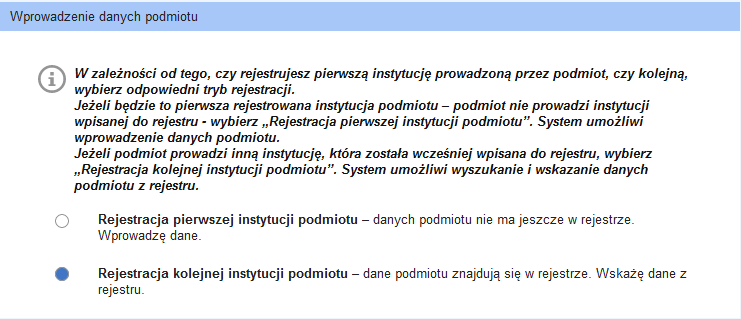 Wprowadzenie danych podmiotu
W zależności od tego, czy rejestrujesz pierwszą instytucję prowadzoną przez podmiot, czy kolejną,
wybierz odpowiedni tryb rejestracji.
Jeżeli będzie to pierwsza rejestrowana instytucja podmiotu – podmiot nie prowadzi instytucji
wpisanej do rejestru - wybierz „Rejestracja pierwszej instytucji podmiotu”. System umożliwi
wprowadzenie danych podmiotu.
Jeżeli podmiot prowadzi inną instytucję, która została wcześniej wpisana do rejestru, wybierz
„Rejestracja kolejnej instytucji podmiotu”. System umożliwi wyszukanie i wskazanie danych
podmiotu z rejestru.
Rejestracja pierwszej instytucji podmiotu – danych podmiotu nie ma jeszcze w rejestrze.
Wprowadzę dane.
Rejestracja kolejnej instytucji podmiotu – dane podmiotu znajdują się w rejestrze. Wskażę dane z
rejestru.